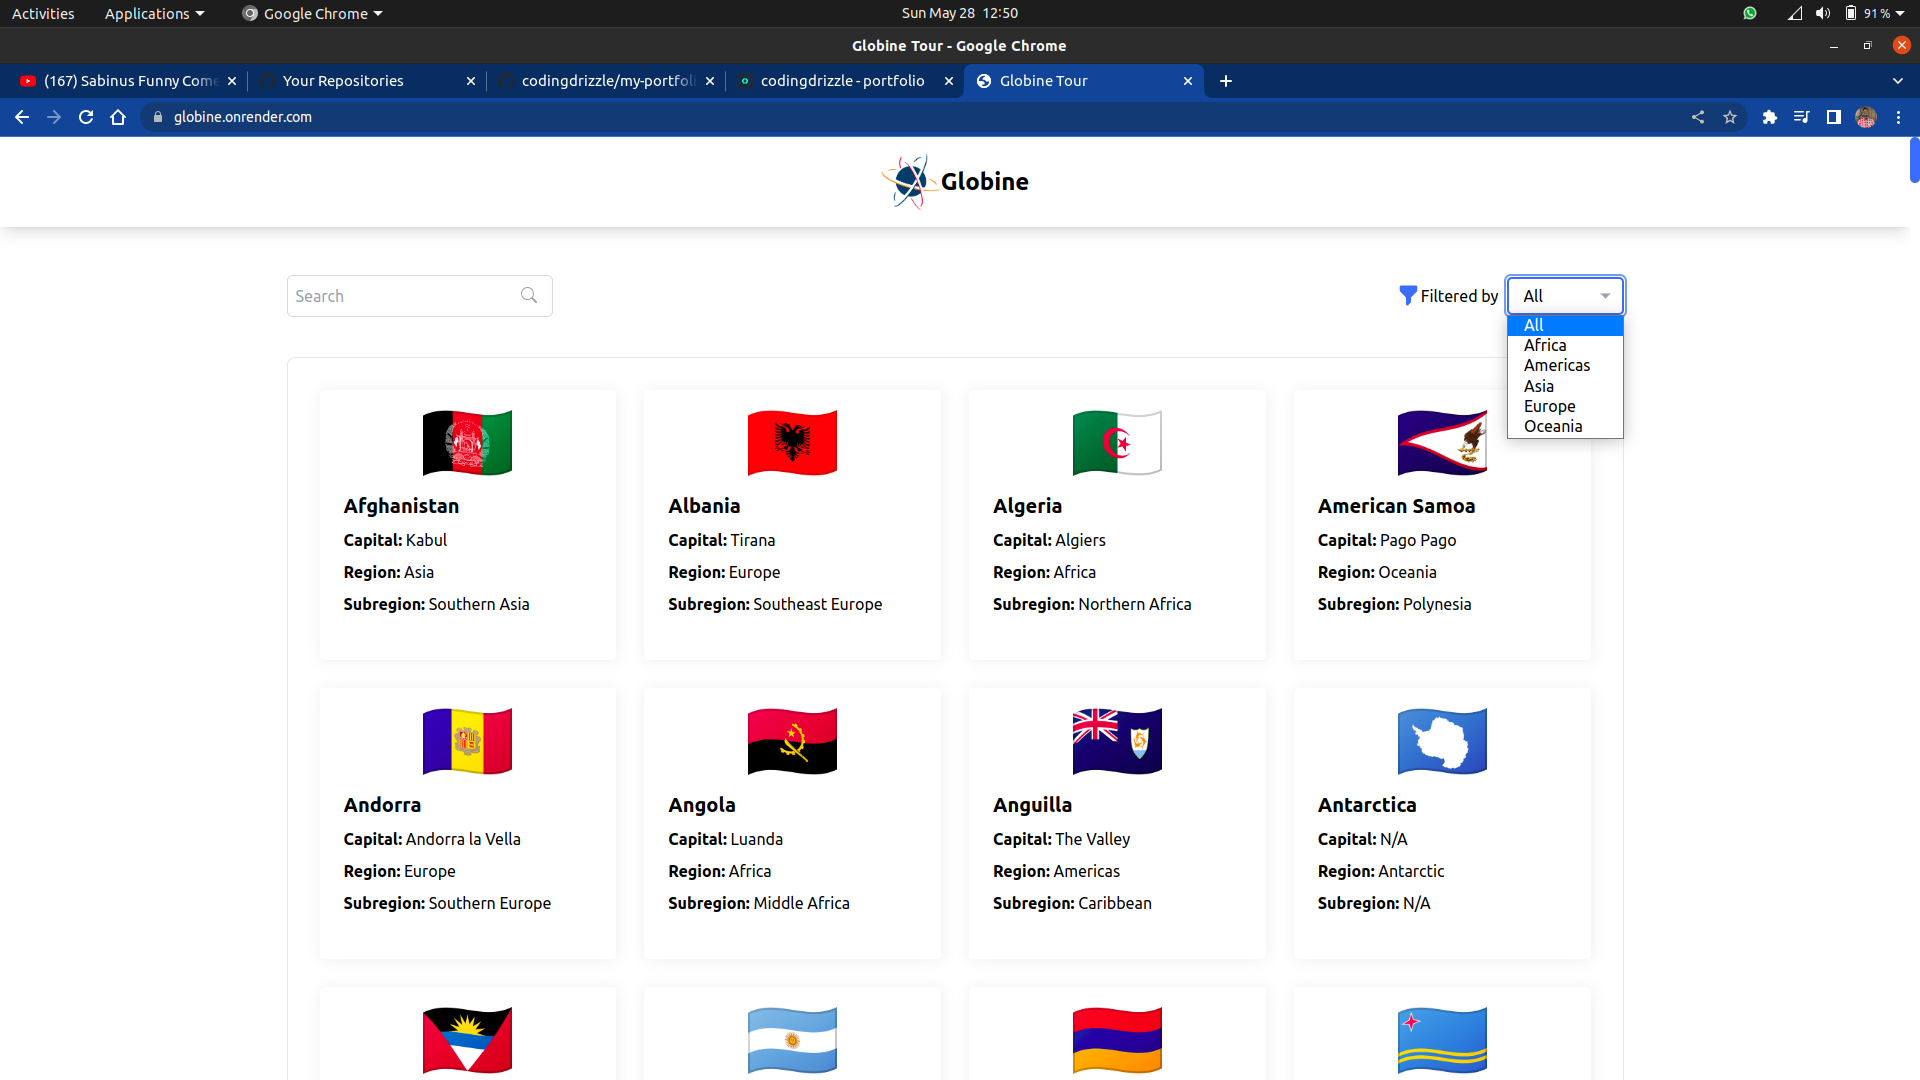 Activities Applications Google Chrome Sun May 28 12:50 91 %
Globine Tour - Google Chrome
(167) Sabinus Funny Come Your Repositories codingdrizzle/my-portfoli codingdrizzle - portfolio Globine Tour
globine.onrender.com
Globine
Search Filtered by All
All
Africa
Americas
Asia
Europe
Oceania
Afghanistan Albania Algeria American Samoa
Capital: Kabul Capital: Tirana Capital: Algiers Capital: Pago Pago
Region: Asia Region: Europe Region: Africa Region: Oceania
Subregion: Southern Asia Subregion: Southeast Europe Subregion: Northern Africa Subregion: Polynesia
Andorra Angola Anguilla Antarctica
Capital: Andorra la Vella Capital: Luanda Capital: The Valley Capital: N/A
Region: Europe Region: Africa Region: Americas Region: Antarctic
Subregion: Southern Europe Subregion: Middle Africa Subregion: Caribbean Subregion: N/A